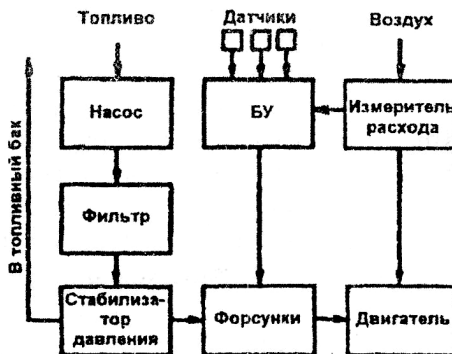 Топливо
Датчики
Воздух
Насос
БУ
Измеритель
расхода
В топливный бак
Фильтр
Стабилиза-
тор
давления
Форсунки
Двигатель